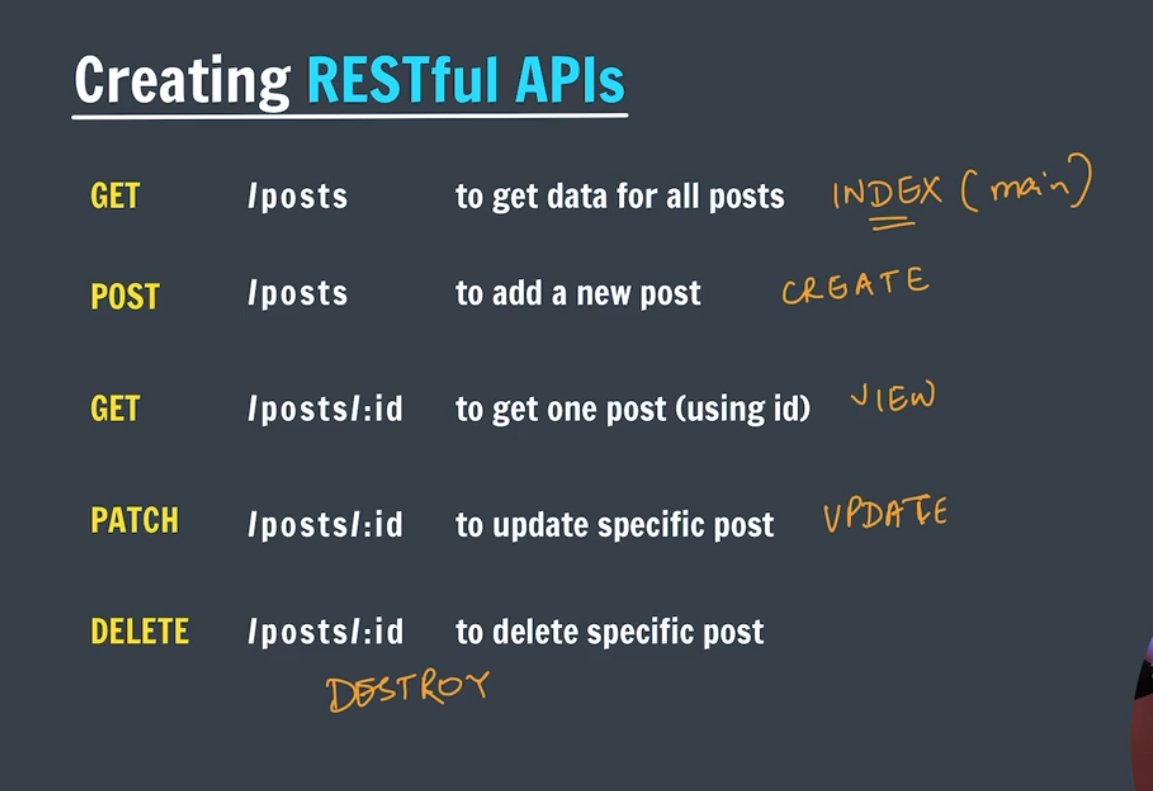 Creating RESTful APIs
GET /posts to get data for all posts INDEX (main)
POST /posts to add a new post CREATE
GET /posts/:id to get one post (using id) VIEW
PATCH /posts/:id to update specific post UPDATE
DELETE /posts/:id to delete specific post
DESTROY